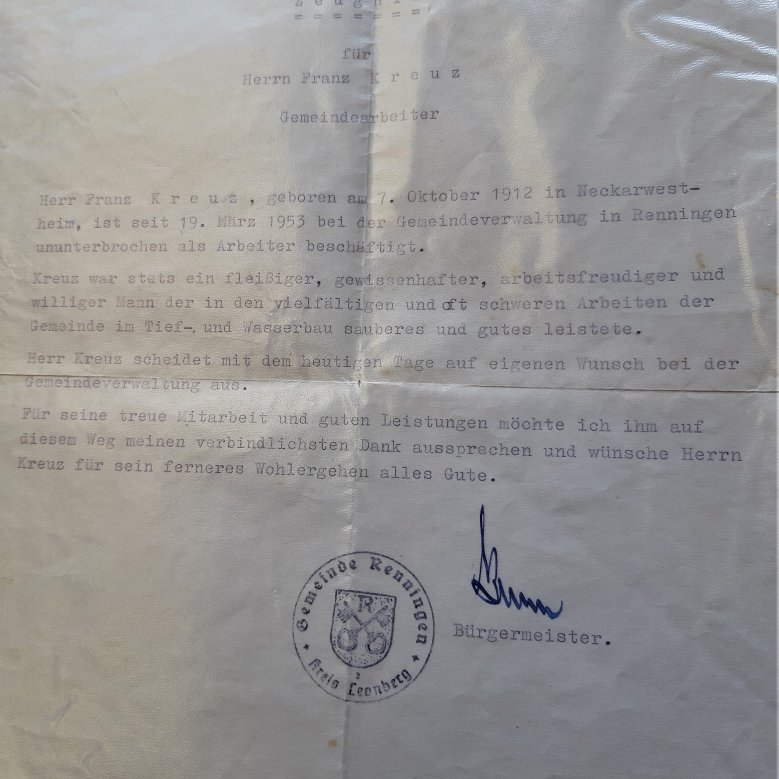 Z e u g n i
= = = = = = =
für
Herrn Franz K r e u z
Gemeindearbeiter
Herr Franz K r e u z , geboren am 7. Oktober 1912 in Neckarwest-
heim, ist seit 19. März 1953 bei der Gemeindeverwaltung in Renningen
ununterbrochen als Arbeiter beschäftigt.
Kreuz war stets ein fleißiger, gewissenhafter, arbeitsfreudiger und
williger Mann der in den vielfältigen und oft schweren Arbeiten der
Gemeinde im Tief-, und Wasserbau sauberes und gutes leistete.
Herr Kreuz scheidet mit dem heutigen Tage auf eigenen Wunsch bei der
Gemeindeverwaltung aus.
Für seine treue Mitarbeit und guten Leistungen möchte ich ihm auf
diesem Weg meinen verbindlichsten Dank aussprechen und wünsche Herrn
Kreuz für sein ferneres Wohlergehen alles Gute.
Gemeinde Renningen
R
2
Kreis Leonberg
Bürgermeister.